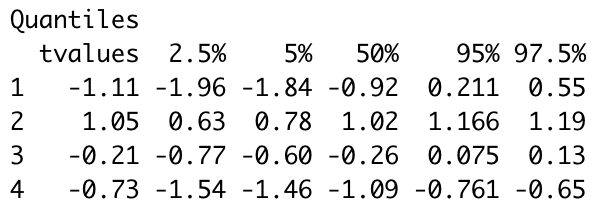 Quantiles
tvalues 2.5% 5% 50% 95% 97.5%
1 -1.11 -1.96 -1.84 -0.92 0.211 0.55
2 1.05 0.63 0.78 1.02 1.166 1.19
3 -0.21 -0.77 -0.60 -0.26 0.075 0.13
4 -0.73 -1.54 -1.46 -1.09 -0.761 -0.65